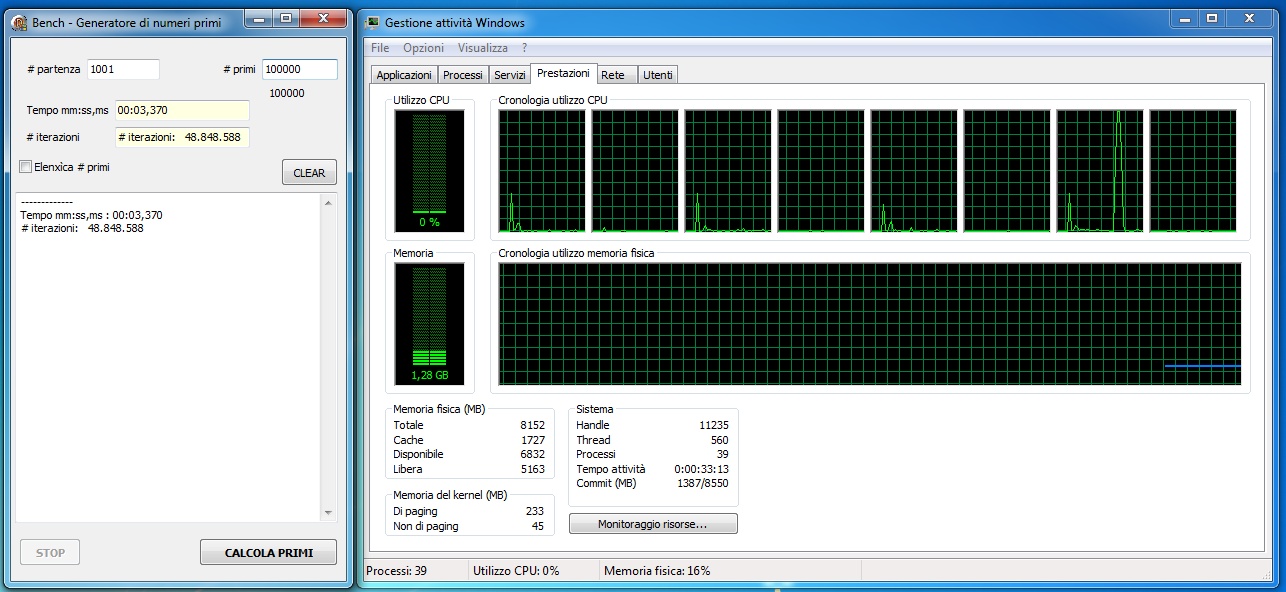 Bench - Generatore di numeri primi
# partenza 1001 # primi 100000
100000
Tempo mm:ss,ms 00:03,370
# iterazioni # iterazioni: 48.848.588
Elenxìca # primi
CLEAR
-------------
Tempo mm:ss,ms : 00:03,370
# iterazioni: 48.848.588
STOP CALCOLA PRIMI
Gestione attività Windows
File Opzioni Visualizza ?
Applicazioni Processi Servizi Prestazioni Rete Utenti
Utilizzo CPU
0 %
Cronologia utilizzo CPU
Memoria
1,28 GB
Cronologia utilizzo memoria fisica
Memoria fisica (MB)
Totale 8152
Cache 1727
Disponibile 6832
Libera 5163
Memoria del kernel (MB)
Di paging 233
Non di paging 45
Sistema
Handle 11235
Thread 560
Processi 39
Tempo attività 0:00:33:13
Commit (MB) 1387/8550
Monitoraggio risorse...
Processi: 39 Utilizzo CPU: 0% Memoria fisica: 16%